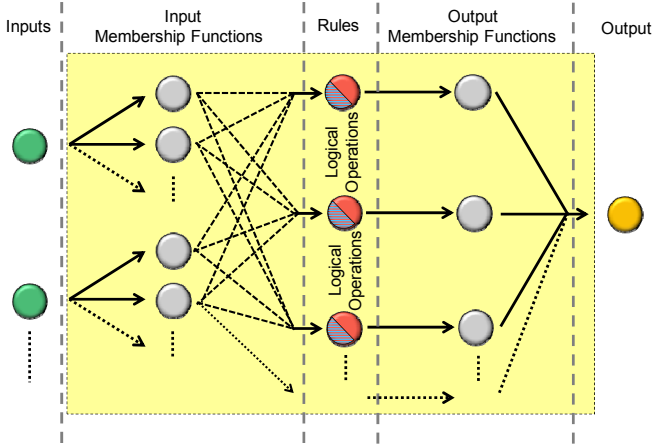 Inputs
Input
Membership Functions
Rules
Output
Membership Functions
Output
Logical
Operations
Logical
Operations